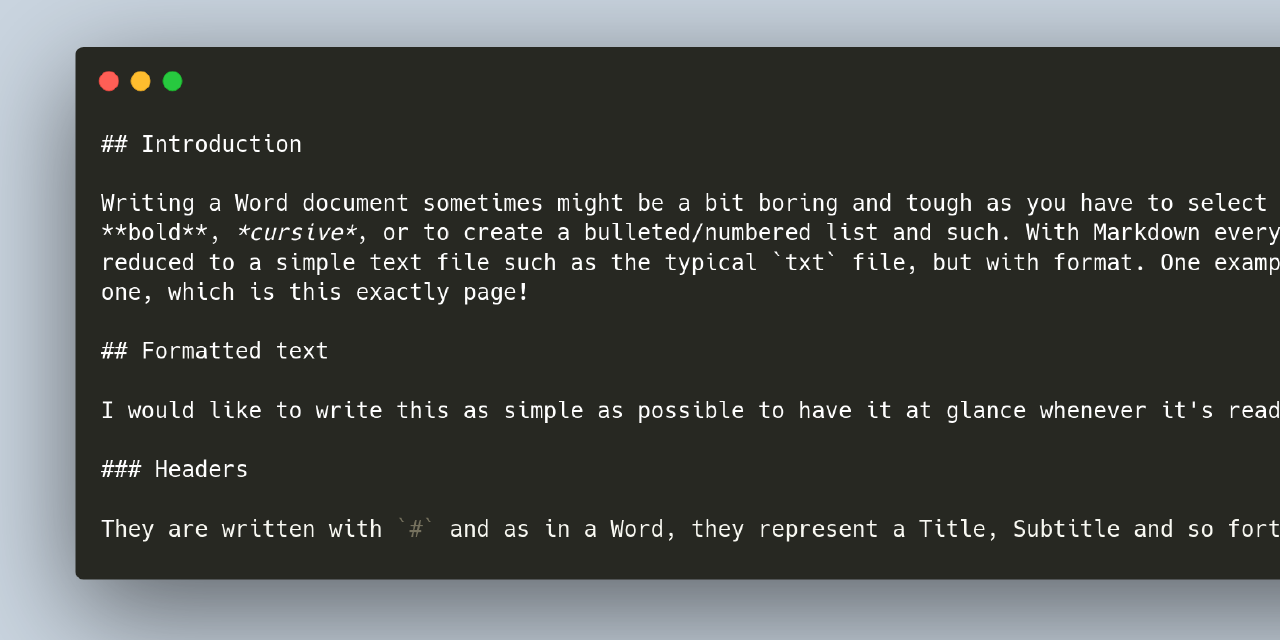 ## Introduction
Writing a Word document sometimes might be a bit boring and tough as you have to select
**bold**, *cursive*, or to create a bulleted/numbered list and such. With Markdown every
reduced to a simple text file such as the typical `txt` file, but with format. One examp
one, which is this exactly page!
## Formatted text
I would like to write this as simple as possible to have it at glance whenever it's read
### Headers
They are written with `#` and as in a Word, they represent a Title, Subtitle and so fort